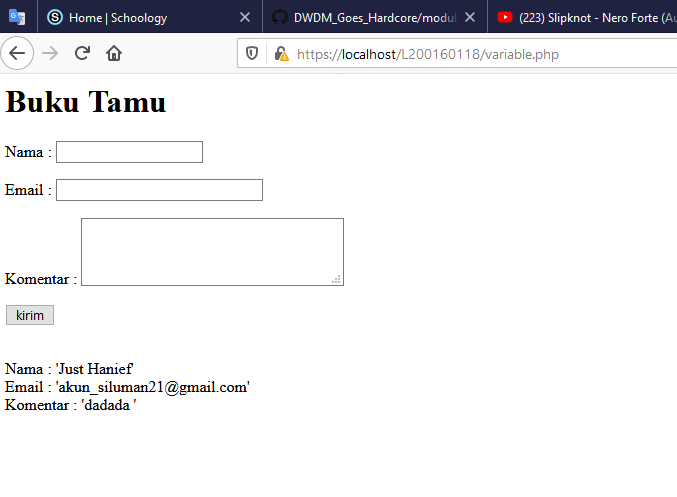 Home | Schoology
DWDM_Goes_Hardcore/modul
(223) Slipknot - Nero Forte (Au
https://localhost/L200160118/variable.php
Buku Tamu
Nama :
Email :
Komentar :
kirim
Nama : 'Just Hanief'
Email : 'akun_siluman21@gmail.com'
Komentar : 'dadada '